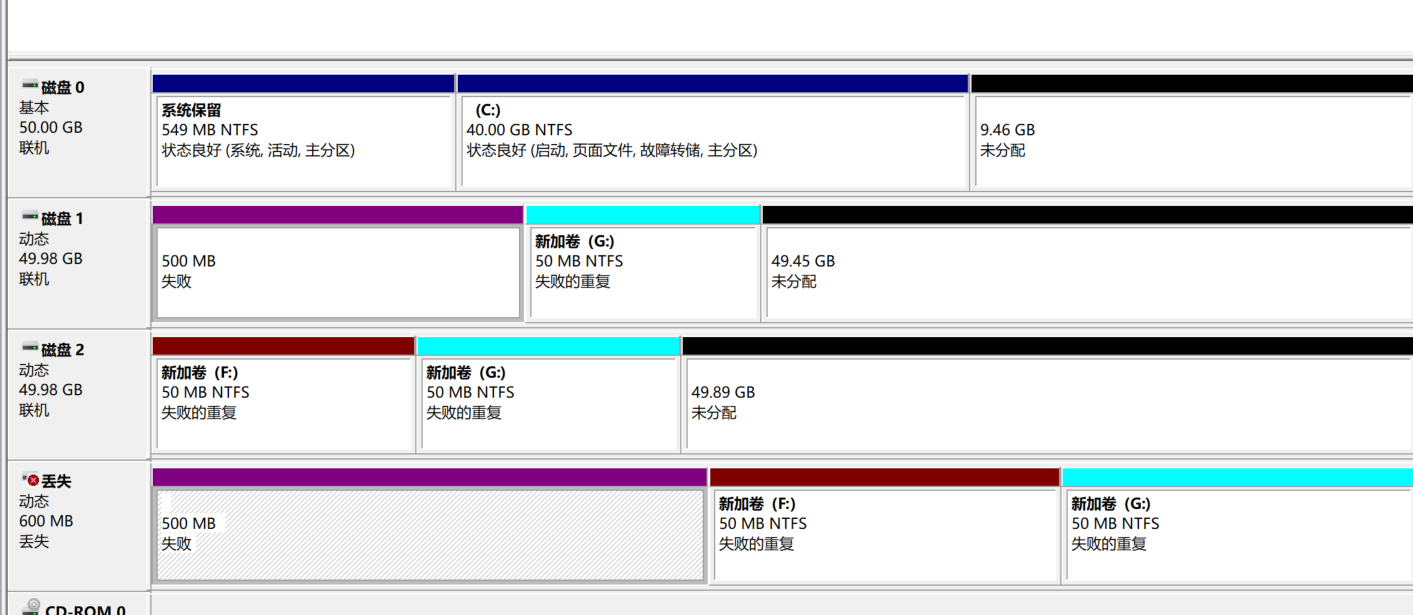 磁盘 0
基本
50.00 GB
联机
系统保留
549 MB NTFS
状态良好 (系统, 活动, 主分区)
(C:)
40.00 GB NTFS
状态良好 (启动, 页面文件, 故障转储, 主分区)
9.46 GB
未分配
磁盘 1
动态
49.98 GB
联机
500 MB
失败
新加卷 (G:)
50 MB NTFS
失败的重复
49.45 GB
未分配
磁盘 2
动态
49.98 GB
联机
新加卷 (F:)
50 MB NTFS
失败的重复
新加卷 (G:)
50 MB NTFS
失败的重复
49.89 GB
未分配
丢失
动态
600 MB
丢失
500 MB
失败
新加卷 (F:)
50 MB NTFS
失败的重复
新加卷 (G:)
50 MB NTFS
失败的重复
CD-ROM 0